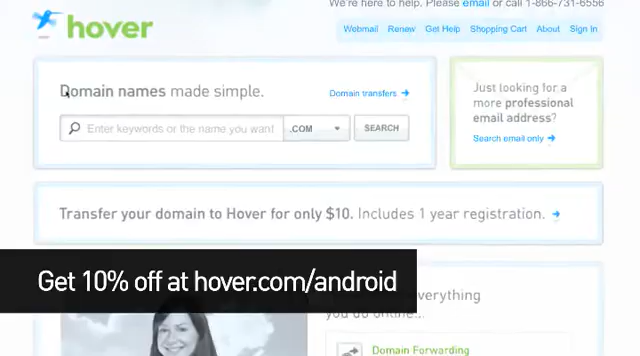 We're here to help. Please email or call 1-866-731-6556
hover
Webmail Renew Get Help Shopping Cart About Sign In
Domain names made simple.
Domain transfers →
Enter keywords or the name you want
.COM
SEARCH
Just looking for a
more professional
email address?
Search email only →
Transfer your domain to Hover for only $10. Includes 1 year registration. →
Get 10% off at hover.com/android
everything
you do online...
Domain Forwarding